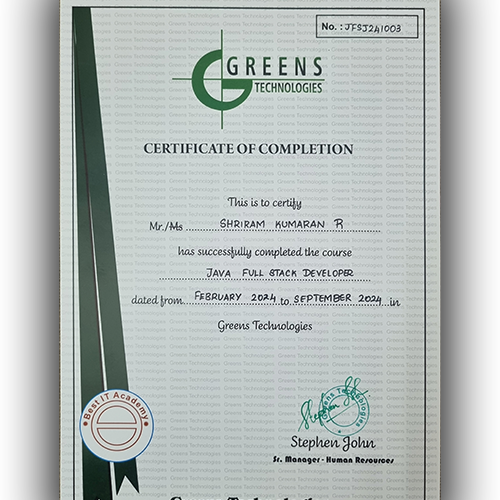 No. : JFSJ241003
GREENS
TECHNOLOGIES
CERTIFICATE OF COMPLETION
This is to certify
Mr./Ms SHRIRAM KUMARAN R
has successfully completed the course
JAVA FULL STACK DEVELOPER
dated from FEBRUARY 2024 to SEPTEMBER 2024 in
Greens Technologies
Best IT Academy
Greens Technologies
Stephen John
Sr. Manager - Human Resources